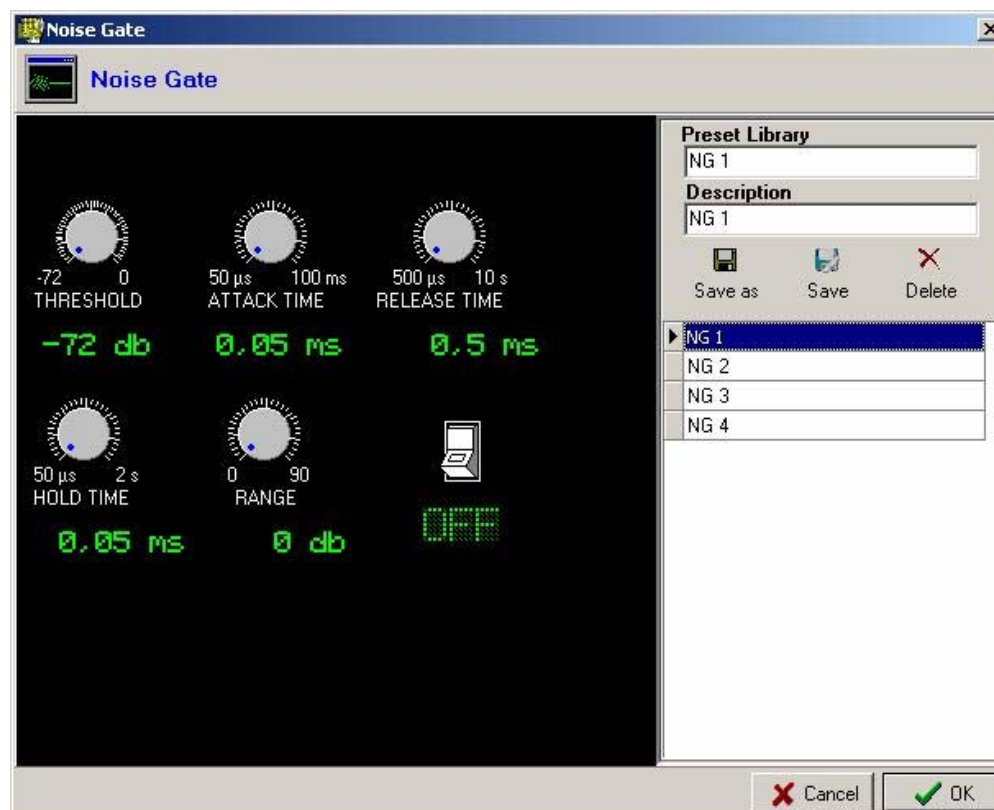 Noise Gate
Noise Gate
-72 0
THRESHOLD
-72 db
50 µs 100 ms
ATTACK TIME
0,05 ms
500 µs 10 s
RELEASE TIME
0,5 ms
50 µs 2 s
HOLD TIME
0,05 ms
0 90
RANGE
0 db
OFF
Preset Library
NG 1
Description
NG 1
Save as Save Delete
NG 1
NG 2
NG 3
NG 4
Cancel OK